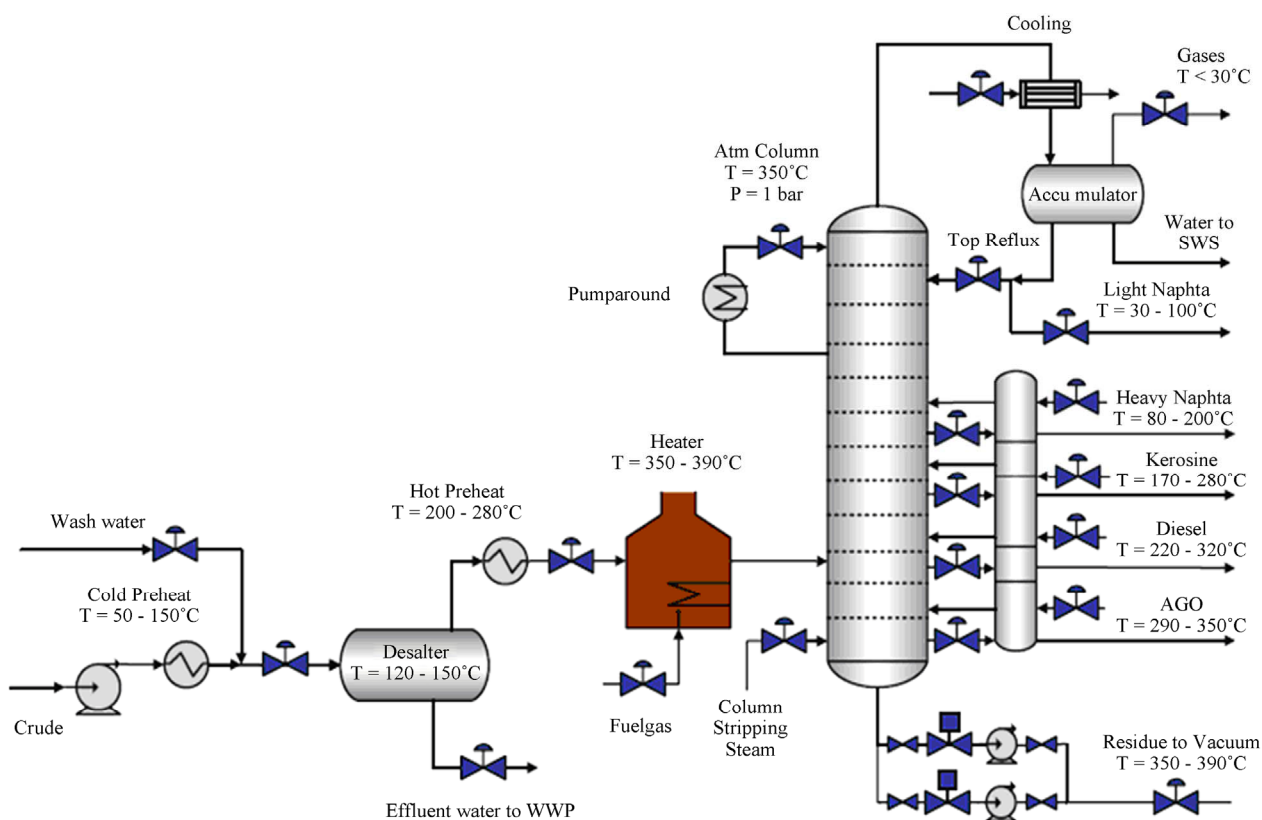 Cooling
Gases
T < 30˚C
Atm Column
T = 350˚C
P = 1 bar
Accu mulator
Top Reflux
Water to
SWS
Pumparound
Light Naphta
T = 30 - 100˚C
Heavy Naphta
T = 80 - 200˚C
Heater
T = 350 - 390˚C
Kerosine
T = 170 - 280˚C
Hot Preheat
T = 200 - 280˚C
Wash water
Diesel
T = 220 - 320˚C
Cold Preheat
T = 50 - 150˚C
AGO
T = 290 - 350˚C
Desalter
T = 120 - 150˚C
Crude
Fuelgas
Column
Stripping
Steam
Residue to Vacuum
T = 350 - 390˚C
Effluent water to WWP